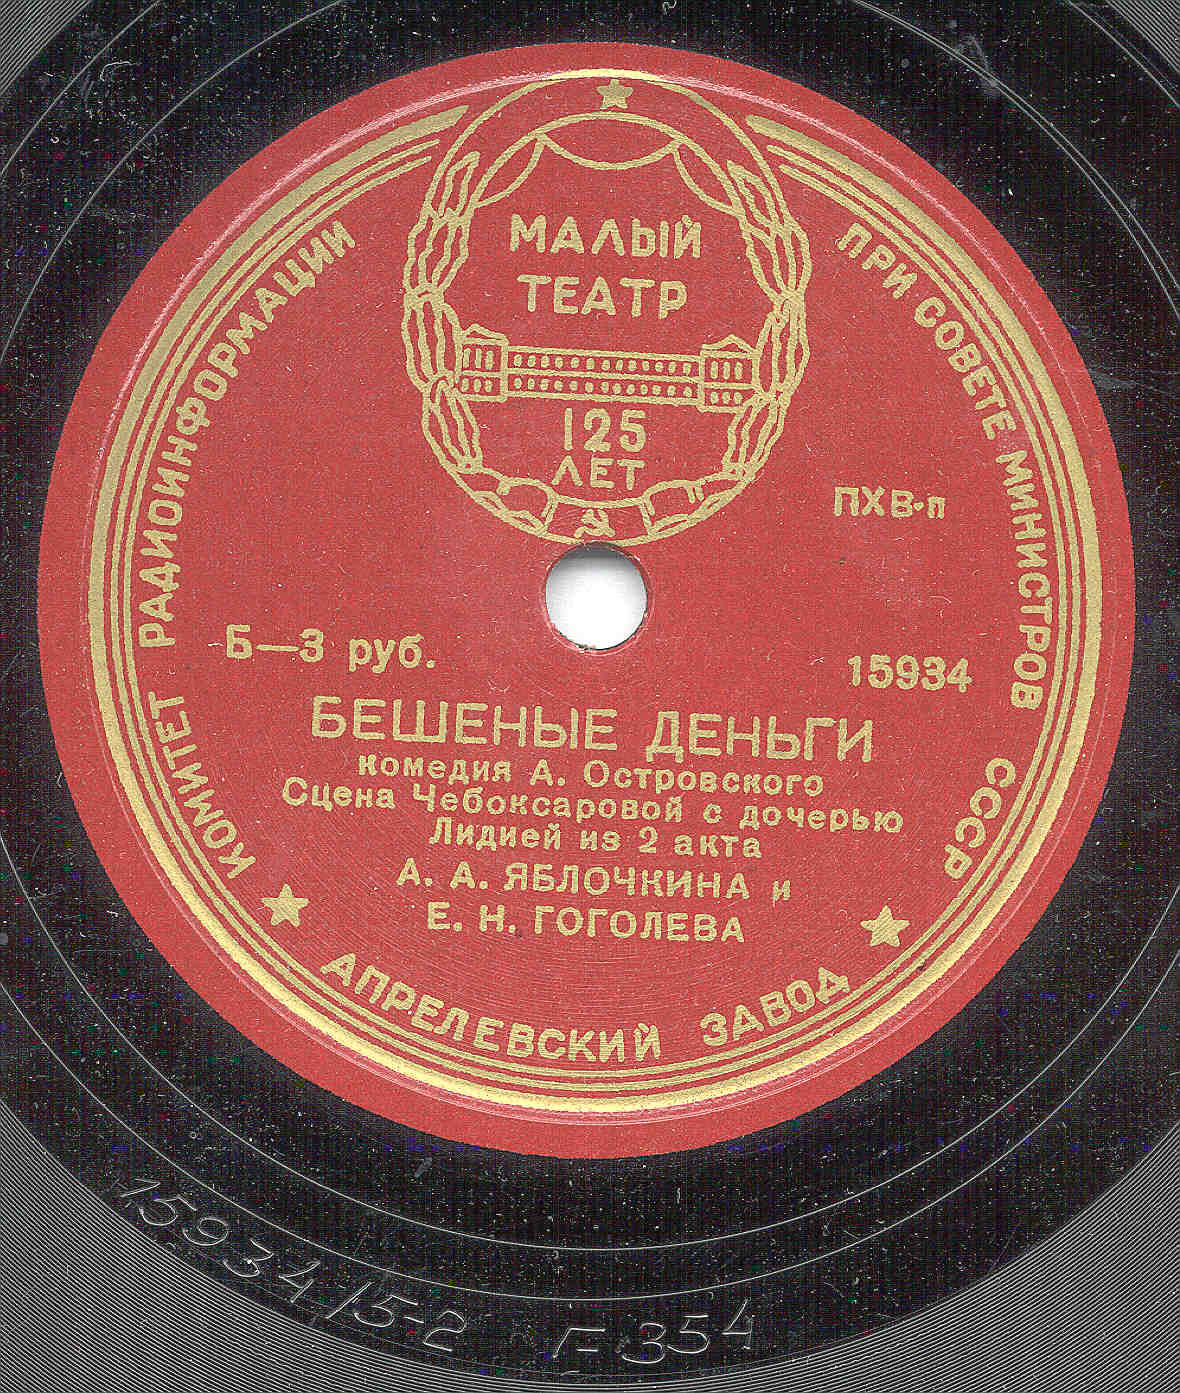 МАЛЫЙ
ТЕАТР
125
ЛЕТ
КОМИТЕТ РАДИОИНФОРМАЦИИ
ПРИ СОВЕТЕ МИНИСТРОВ СССР
ПХВ-п
Б—3 руб.
15934
БЕШЕНЫЕ ДЕНЬГИ
комедия А. Островского
Сцена Чебоксаровой с дочерью
Лидией из 2 акта
А. А. ЯБЛОЧКИНА и
Е. Н. ГОГОЛЕВА
АПРЕЛЕВСКИЙ ЗАВОД
15934/5-2 Г-354